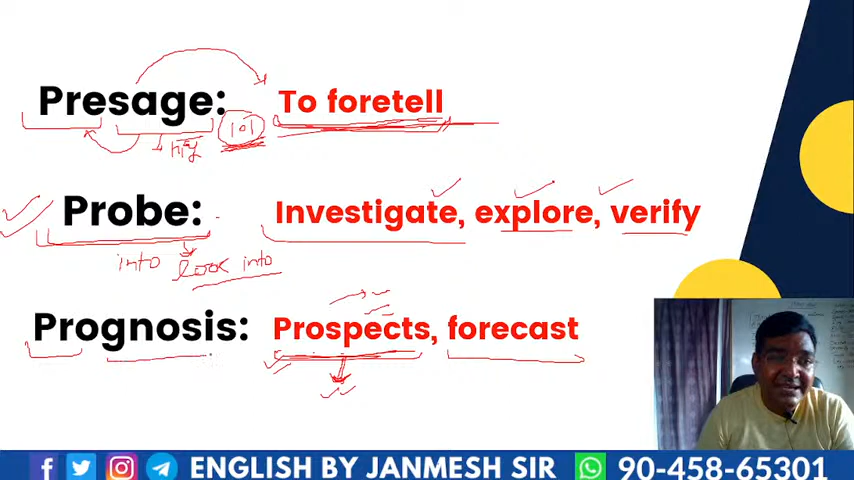 Presage: To foretell
101
Probe: Investigate, explore, verify
into look into
Prognosis: Prospects, forecast
ENGLISH BY JANMESH SIR 90-458-65301